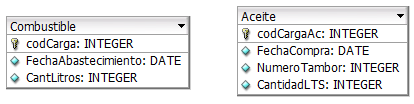 Combustible
codCarga: INTEGER
FechaAbastecimiento: DATE
CantLitros: INTEGER
Aceite
codCargaAc: INTEGER
FechaCompra: DATE
NumeroTambor: INTEGER
CantidadLTS: INTEGER